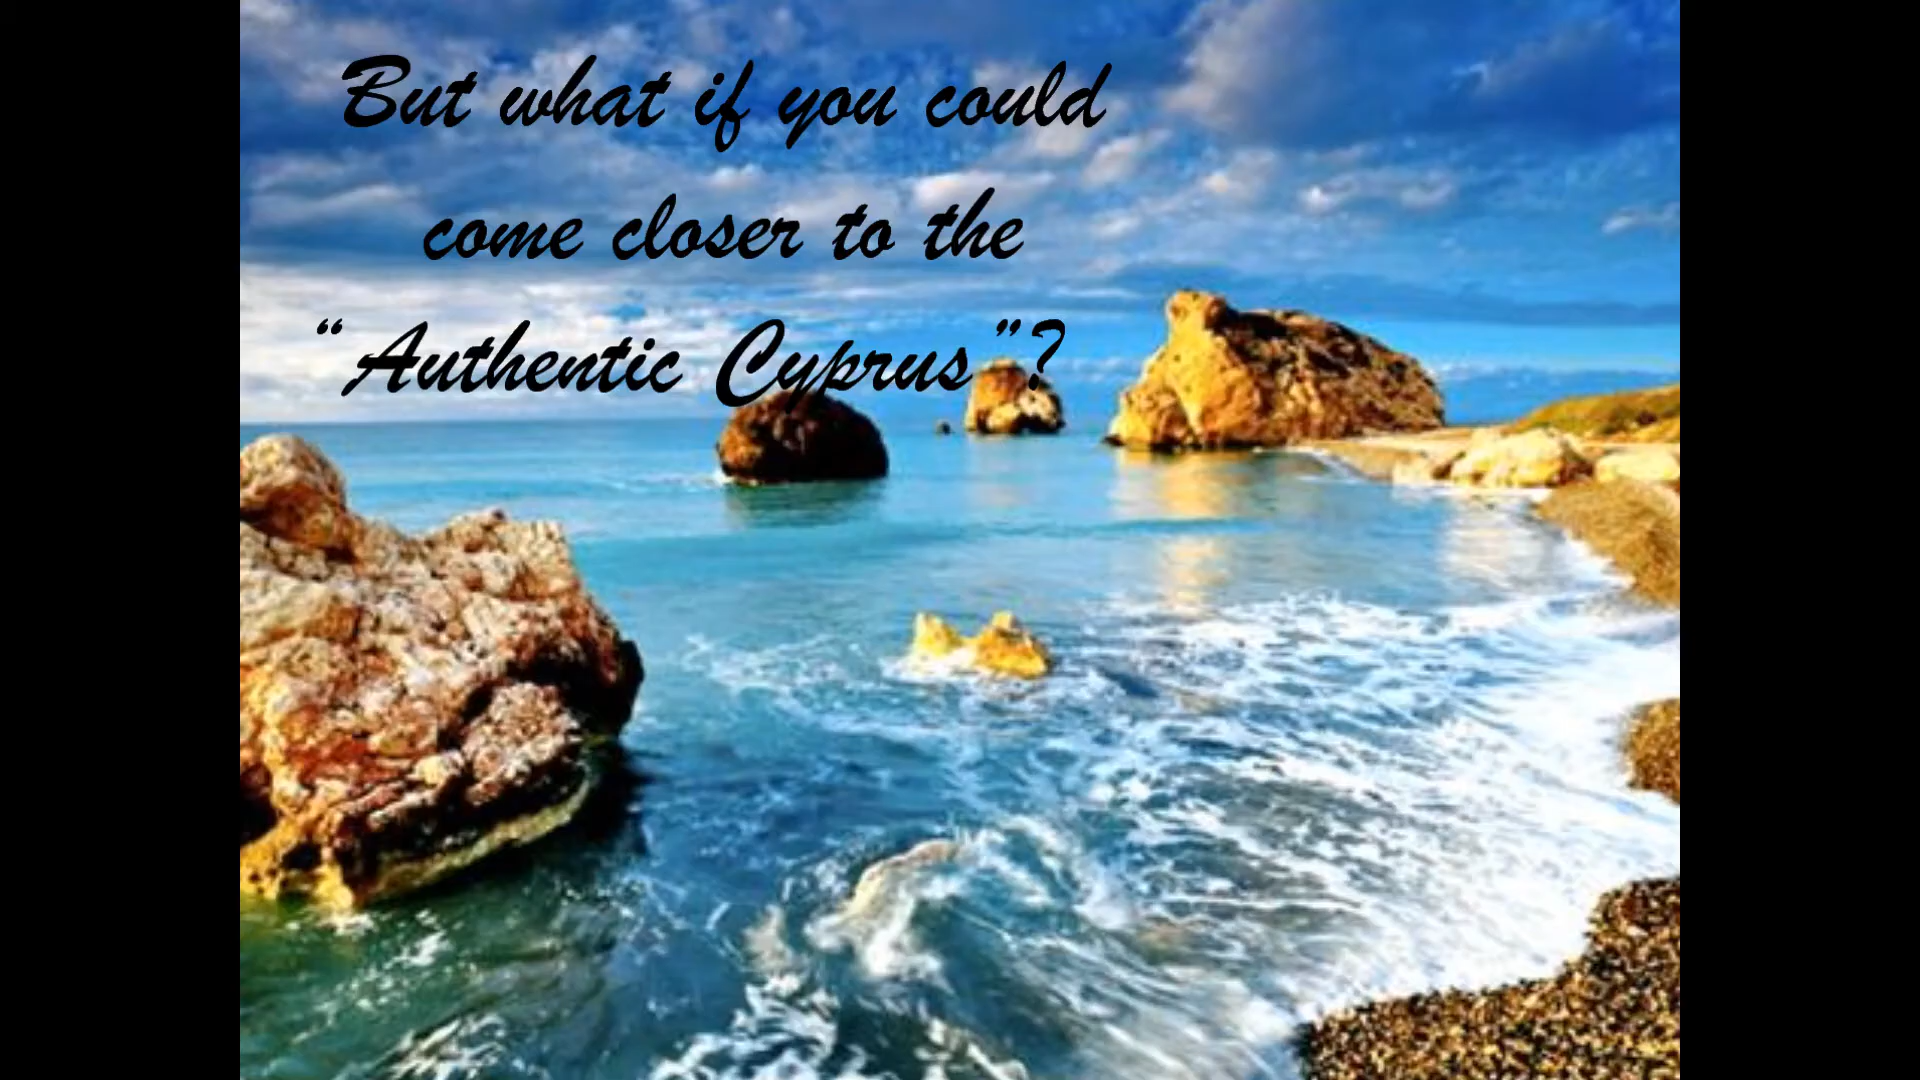 But what if you could
come closer to the
“Authentic Cyprus”?